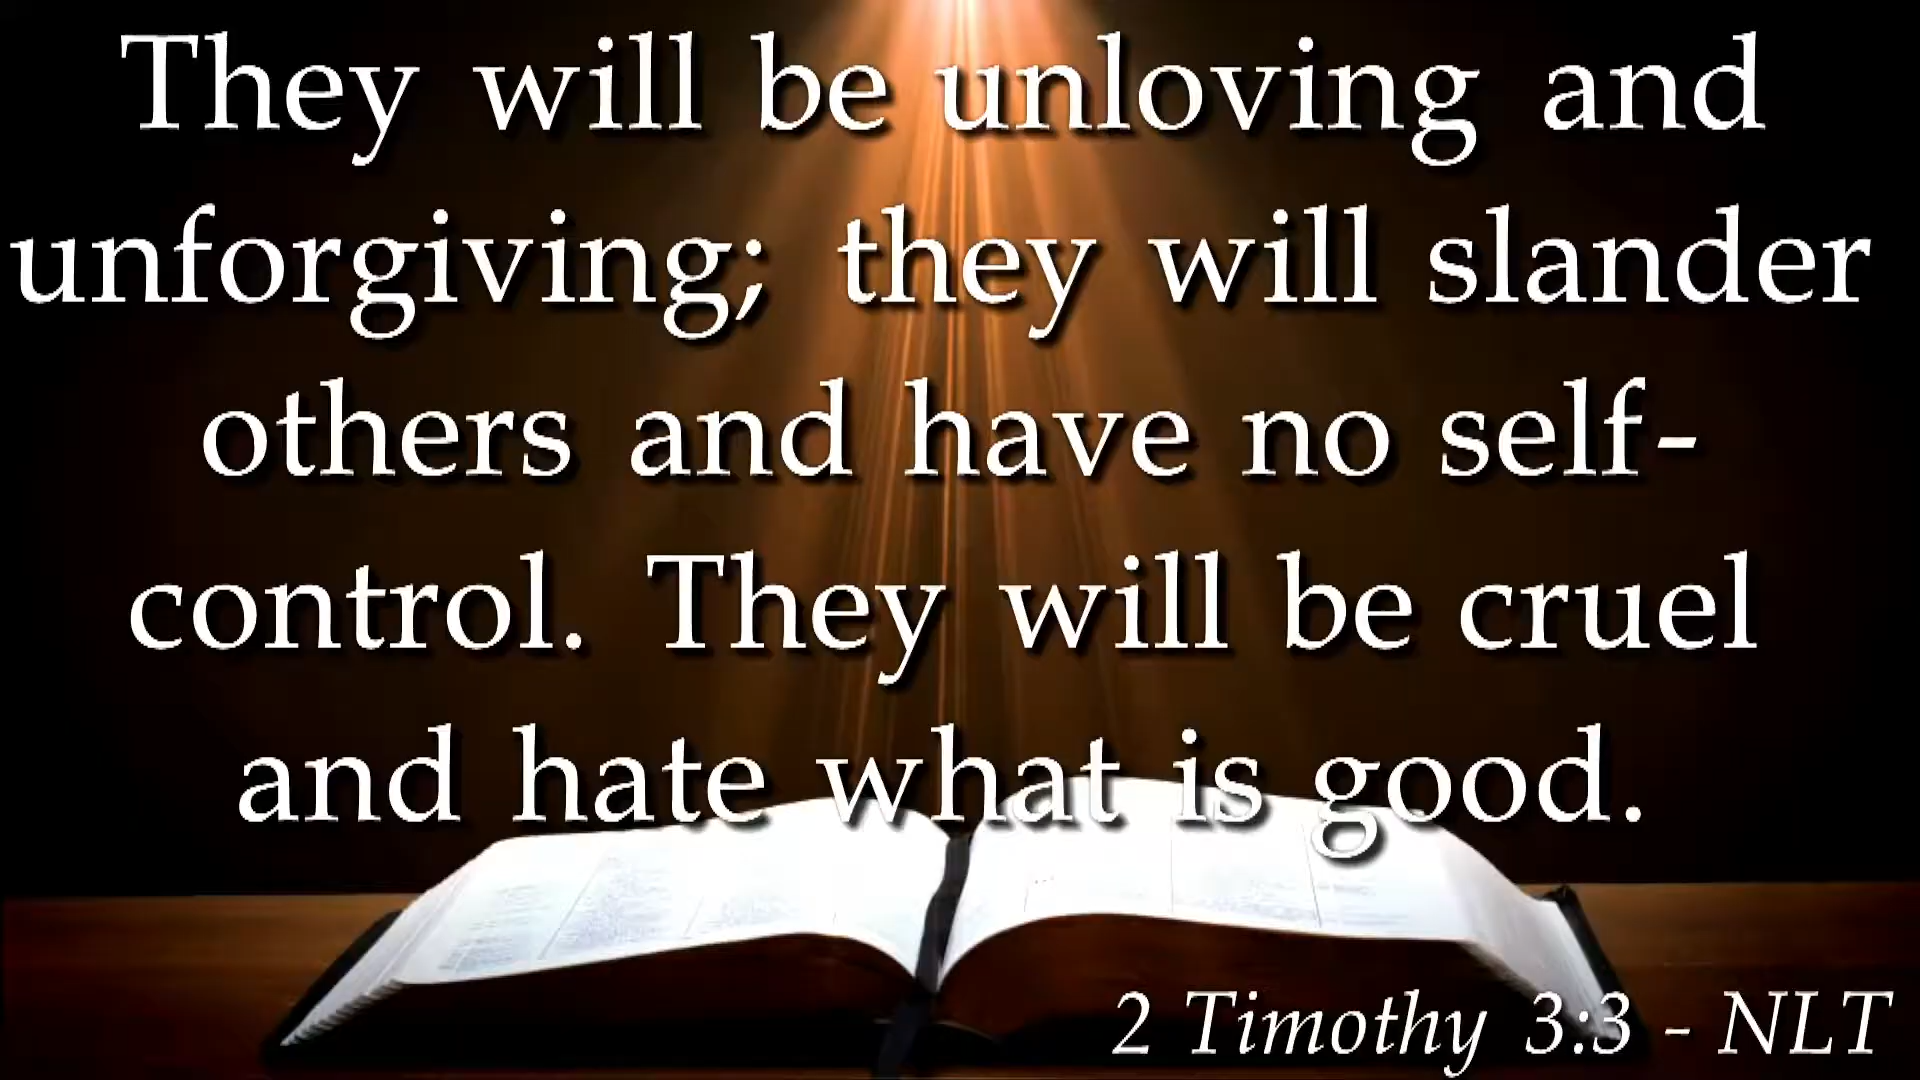 They will be unloving and
unforgiving; they will slander
others and have no self-
control. They will be cruel
and hate what is good.
2 Timothy 3:3 - NLT